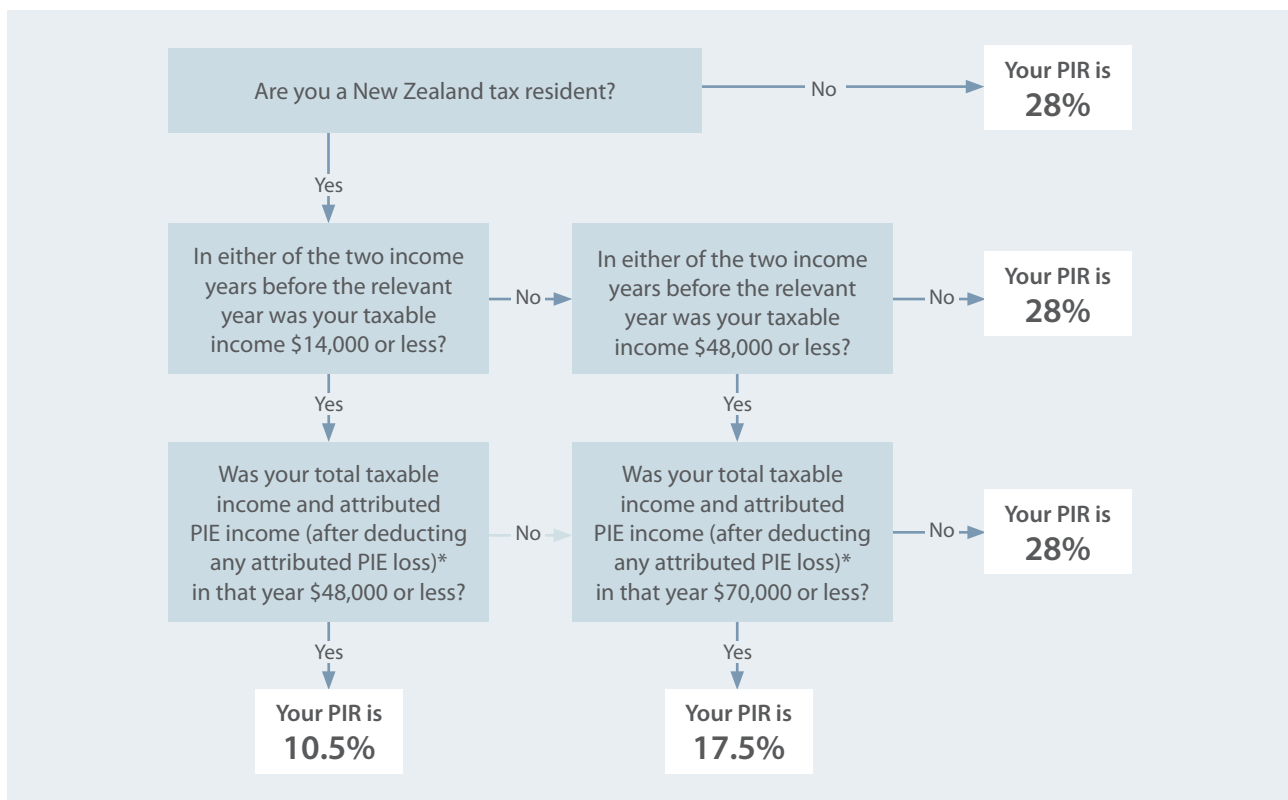 Are you a New Zealand tax resident?
No
Your PIR is
28%
Yes
In either of the two income
years before the relevant
year was your taxable
income $14,000 or less?
No
In either of the two income
years before the relevant
year was your taxable
income $48,000 or less?
No
Your PIR is
28%
Yes
Yes
Was your total taxable
income and attributed
PIE income (after deducting
any attributed PIE loss)*
in that year $48,000 or less?
No
Was your total taxable
income and attributed
PIE income (after deducting
any attributed PIE loss)*
in that year $70,000 or less?
No
Your PIR is
28%
Yes
Yes
Your PIR is
10.5%
Your PIR is
17.5%